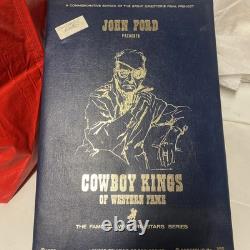 A COMMEMORATIVE EDITION OF THE GREAT DIRECTOR'S FINAL PROJECT
JOHN FORD
PRESENTS
COWBOY KINGS
OF WESTERN FAME
THE FAMOUS WESTERN STARS SERIES